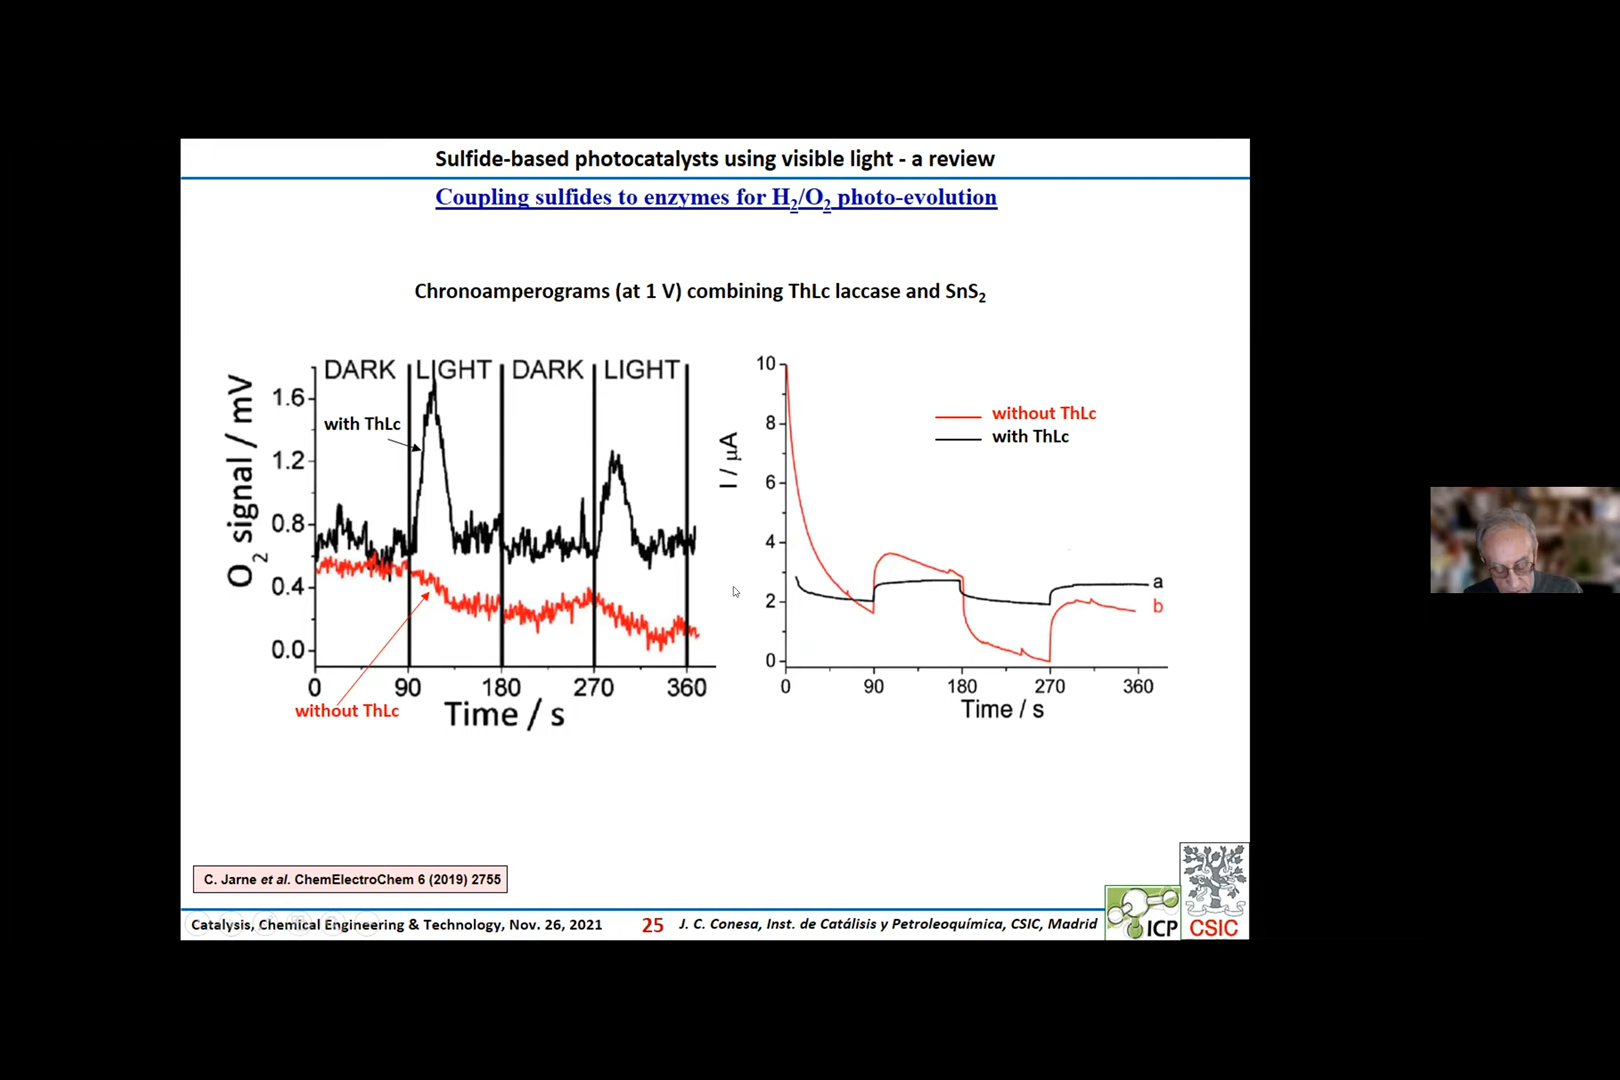 Sulfide-based photocatalysts using visible light - a review
Coupling sulfides to enzymes for H2/O2 photo-evolution
Chronoamperograms (at 1 V) combining ThLc laccase and SnS2
DARK LIGHT DARK LIGHT
O2 signal / mV
1.6
1.2
0.8
0.4
0.0
with ThLc
without ThLc
0 90 180 270 360
Time / s
I / µA
10
8
6
4
2
0
without ThLc
with ThLc
a
b
0 90 180 270 360
Time / s
C. Jarne et al. ChemElectroChem 6 (2019) 2755
Catalysis, Chemical Engineering & Technology, Nov. 26, 2021 25 J. C. Conesa, Inst. de Catálisis y Petroleoquímica, CSIC, Madrid
ICP
CSIC